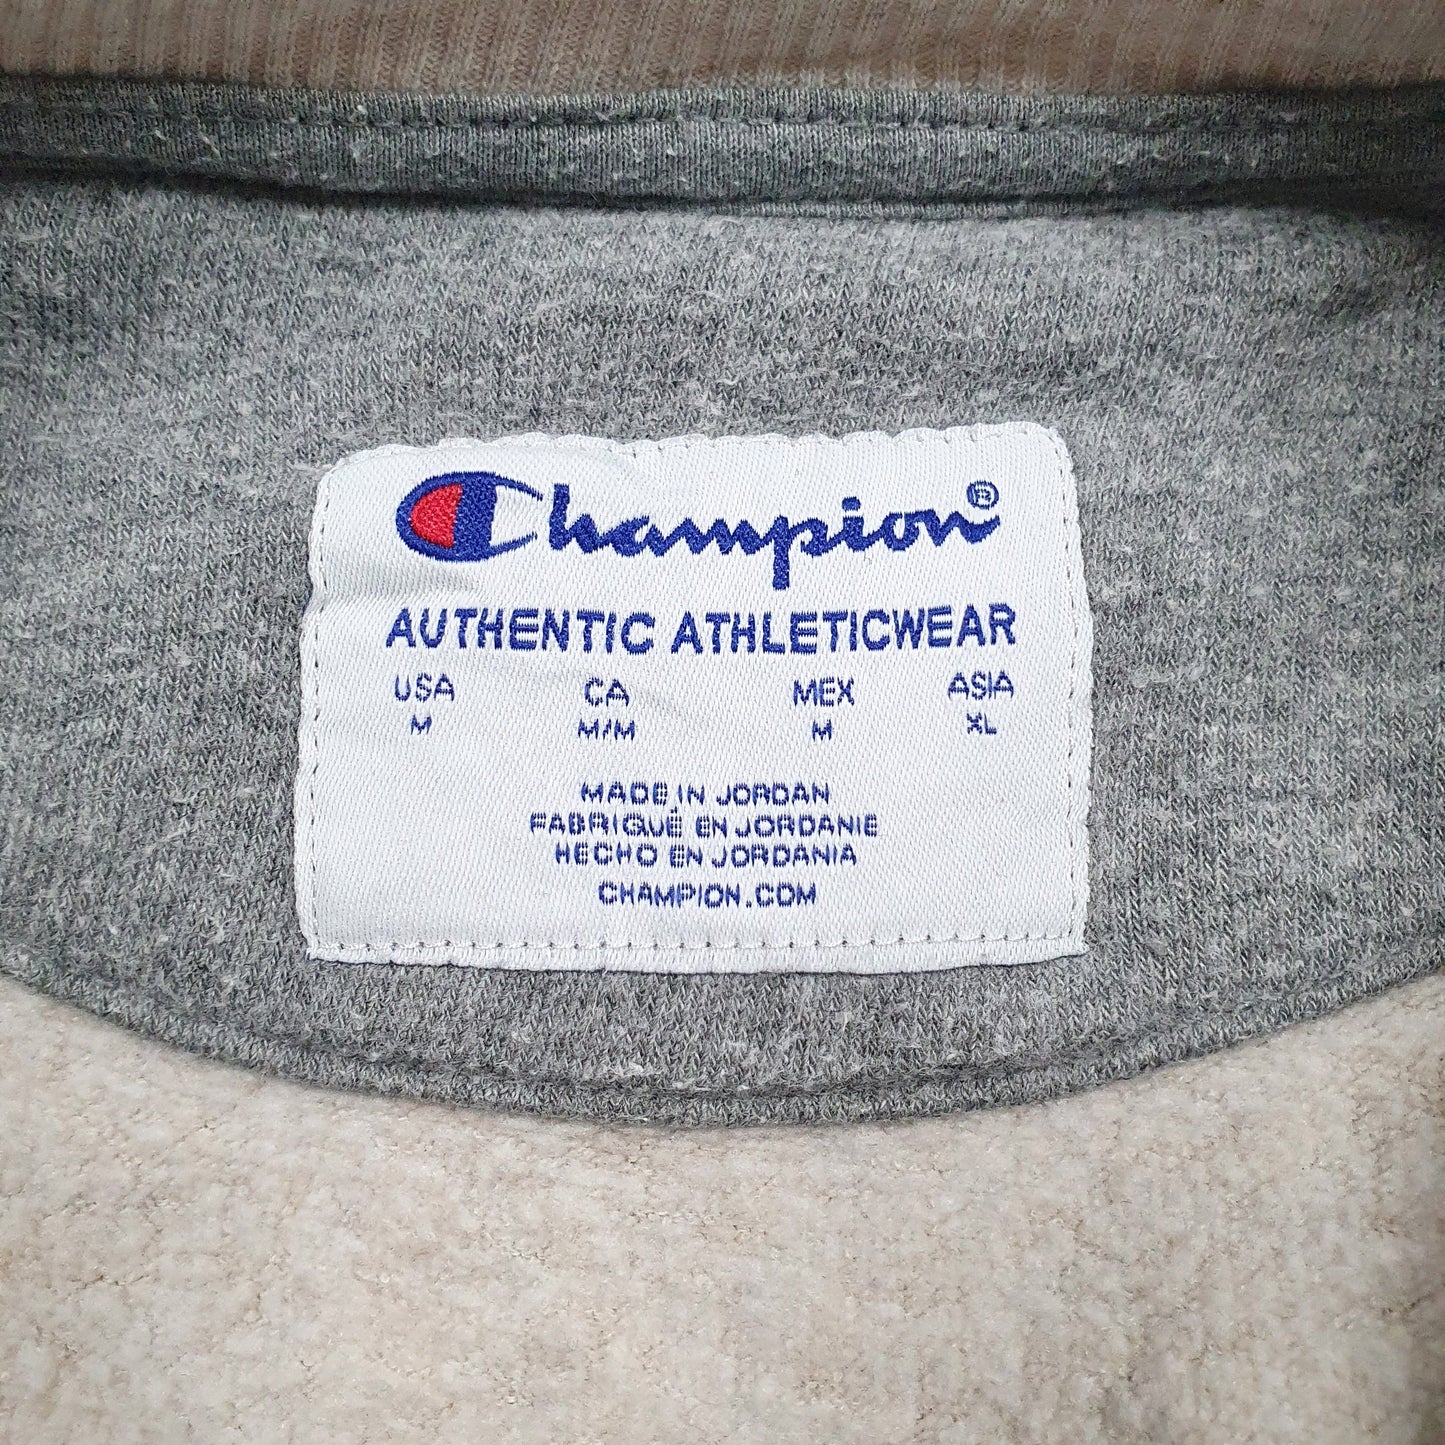 Champion®
AUTHENTIC ATHLETICWEAR
USA CA MEX ASIA
M M/M M XL
MADE IN JORDAN
FABRIQUÉ EN JORDANIE
HECHO EN JORDANIA
CHAMPION.COM